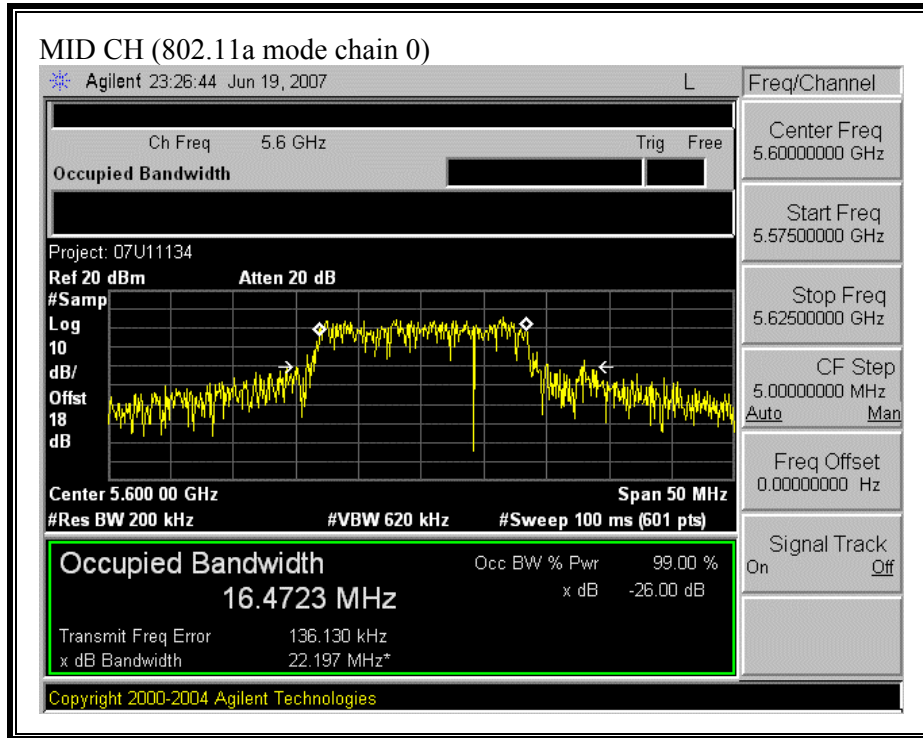 MID CH (802.11a mode chain 0)
Agilent 23:26:44 Jun 19, 2007 L
Freq/Channel
Ch Freq 5.6 GHz Trig Free
Occupied Bandwidth
Center Freq
5.60000000 GHz
Start Freq
5.57500000 GHz
Project: 07U11134
Ref 20 dBm Atten 20 dB
#Samp
Log
10
dB/
Offst
18
dB
Stop Freq
5.62500000 GHz
CF Step
5.00000000 MHz
Auto Man
Freq Offset
0.00000000 Hz
Center 5.600 00 GHz Span 50 MHz
#Res BW 200 kHz #VBW 620 kHz #Sweep 100 ms (601 pts)
Signal Track
On Off
Occupied Bandwidth Occ BW % Pwr 99.00 %
16.4723 MHz x dB -26.00 dB
Transmit Freq Error 136.130 kHz
x dB Bandwidth 22.197 MHz*
Copyright 2000-2004 Agilent Technologies